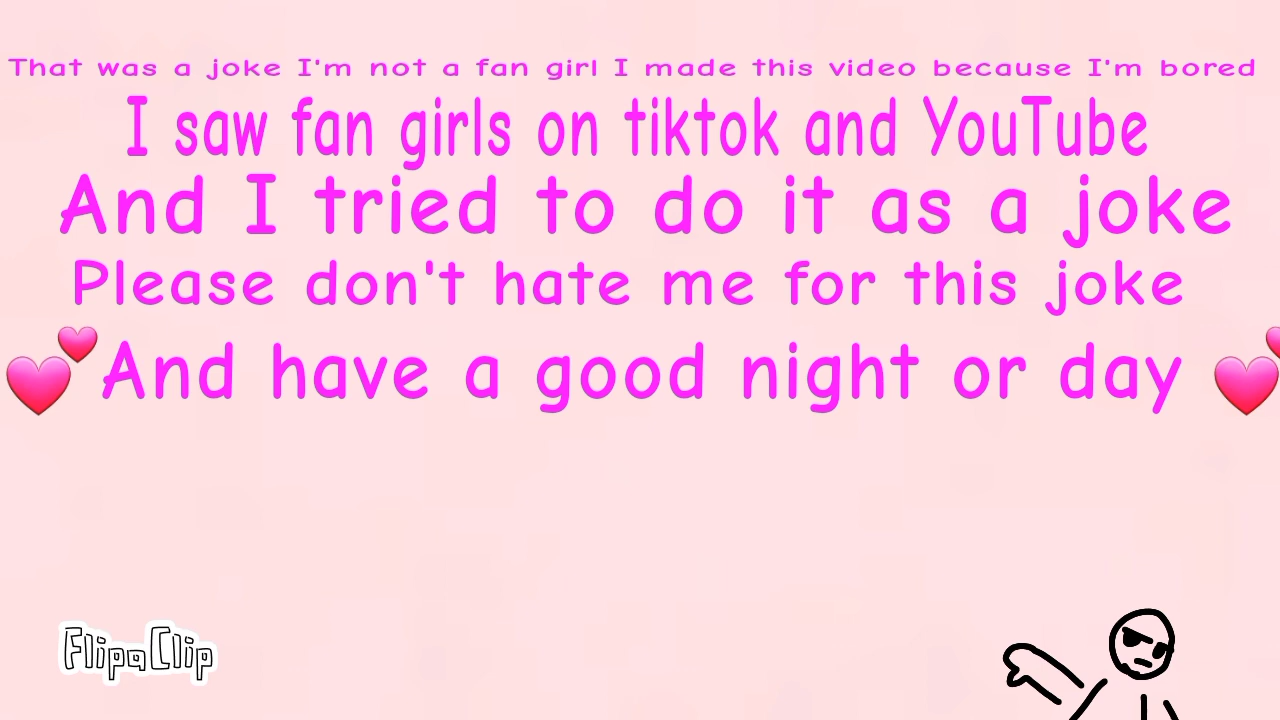 That was a joke I'm not a fan girl I made this video because I'm bored
I saw fan girls on tiktok and YouTube
And I tried to do it as a joke
Please don't hate me for this joke
💕And have a good night or day 💕
FlipaClip